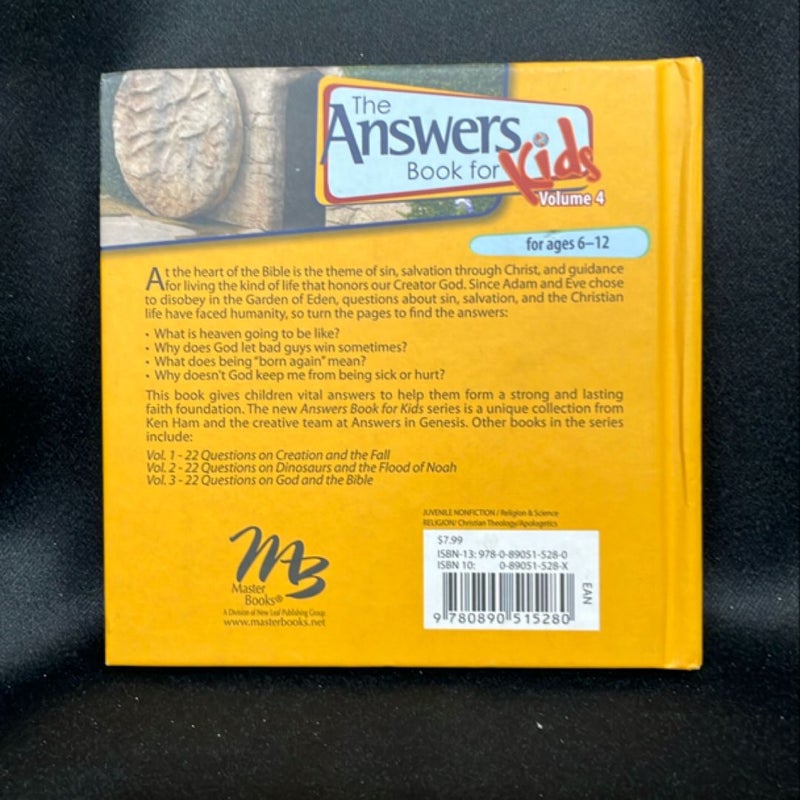 The
Answers
Book for Kids
Volume 4
for ages 6–12
At the heart of the Bible is the theme of sin, salvation through Christ, and guidance
for living the kind of life that honors our Creator God. Since Adam and Eve chose
to disobey in the Garden of Eden, questions about sin, salvation, and the Christian
life have faced humanity, so turn the pages to find the answers:
• What is heaven going to be like?
• Why does God let bad guys win sometimes?
• What does being "born again" mean?
• Why doesn't God keep me from being sick or hurt?
This book gives children vital answers to help them form a strong and lasting
faith foundation. The new Answers Book for Kids series is a unique collection from
Ken Ham and the creative team at Answers in Genesis. Other books in the series
include:
Vol. 1 - 22 Questions on Creation and the Fall
Vol. 2 - 22 Questions on Dinosaurs and the Flood of Noah
Vol. 3 - 22 Questions on God and the Bible
MB
Master
Books®
A Division of New Leaf Publishing Group
www.masterbooks.net
JUVENILE NONFICTION / Religion & Science
RELIGION/ Christian Theology/Apologetics
$7.99
ISBN-13: 978-0-89051-528-0
ISBN 10: 0-89051-528-X
EAN
9 780890 515280